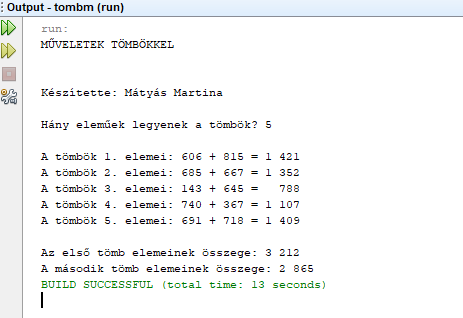 Output - tombm (run)
run:
MŰVELETEK TÖMBÖKKEL
Készítette: Mátyás Martina
Hány eleműek legyenek a tömbök? 5
A tömbök 1. elemei: 606 + 815 = 1 421
A tömbök 2. elemei: 685 + 667 = 1 352
A tömbök 3. elemei: 143 + 645 =   788
A tömbök 4. elemei: 740 + 367 = 1 107
A tömbök 5. elemei: 691 + 718 = 1 409
Az első tömb elemeinek összege: 3 212
A második tömb elemeinek összege: 2 865
BUILD SUCCESSFUL (total time: 13 seconds)